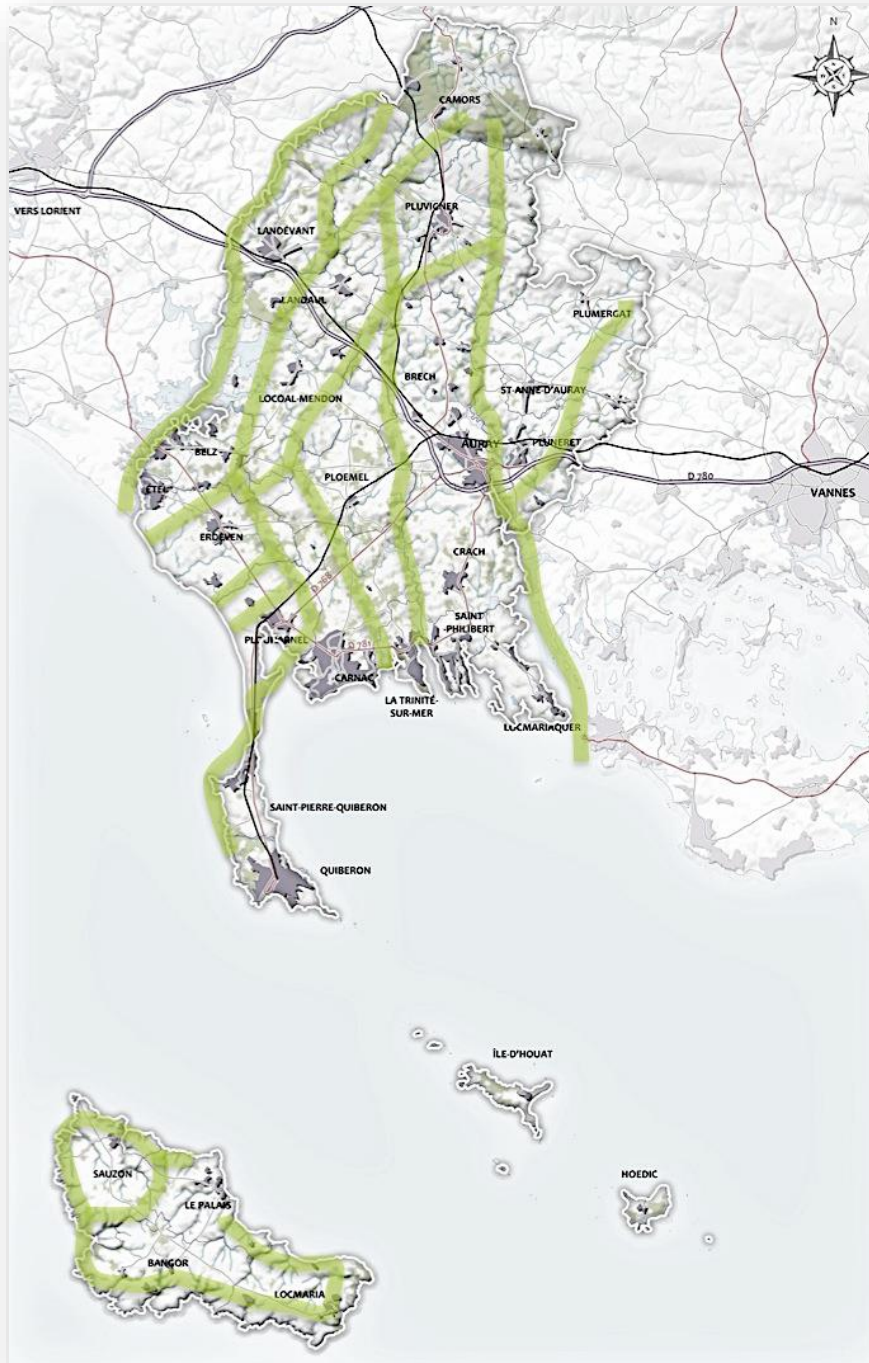 N
CAMORS
VERS LORIENT
PLUVIGNER
LANDÉVANT
LANDAUL
PLUMERGAT
BRECH
ST-ANNE-D'AURAY
LOCOAL-MENDON
AURAY
PLUNERET
BELZ
PLOEMEL
D 780
ÉTEL
VANNES
ERDEVEN
CRACH
D 768
SAINT
-PHILIBERT
PLOUHARNEL
D 781
CARNAC
LA TRINITÉ-
SUR-MER
LOCMARIAQUER
SAINT-PIERRE-QUIBERON
QUIBERON
ÎLE-D'HOUAT
SAUZON
HOEDIC
LE PALAIS
BANGOR
LOCMARIA